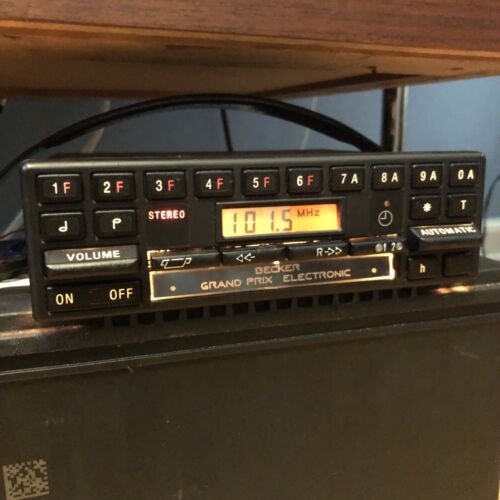 1F 2F 3F 4F 5F 6F 7A 8A 9A 0A
P STEREO 101.5 MHz * T
VOLUME AUTOMATIC
<<- R->>
BECKER
GRAND PRIX ELECTRONIC
ON OFF h